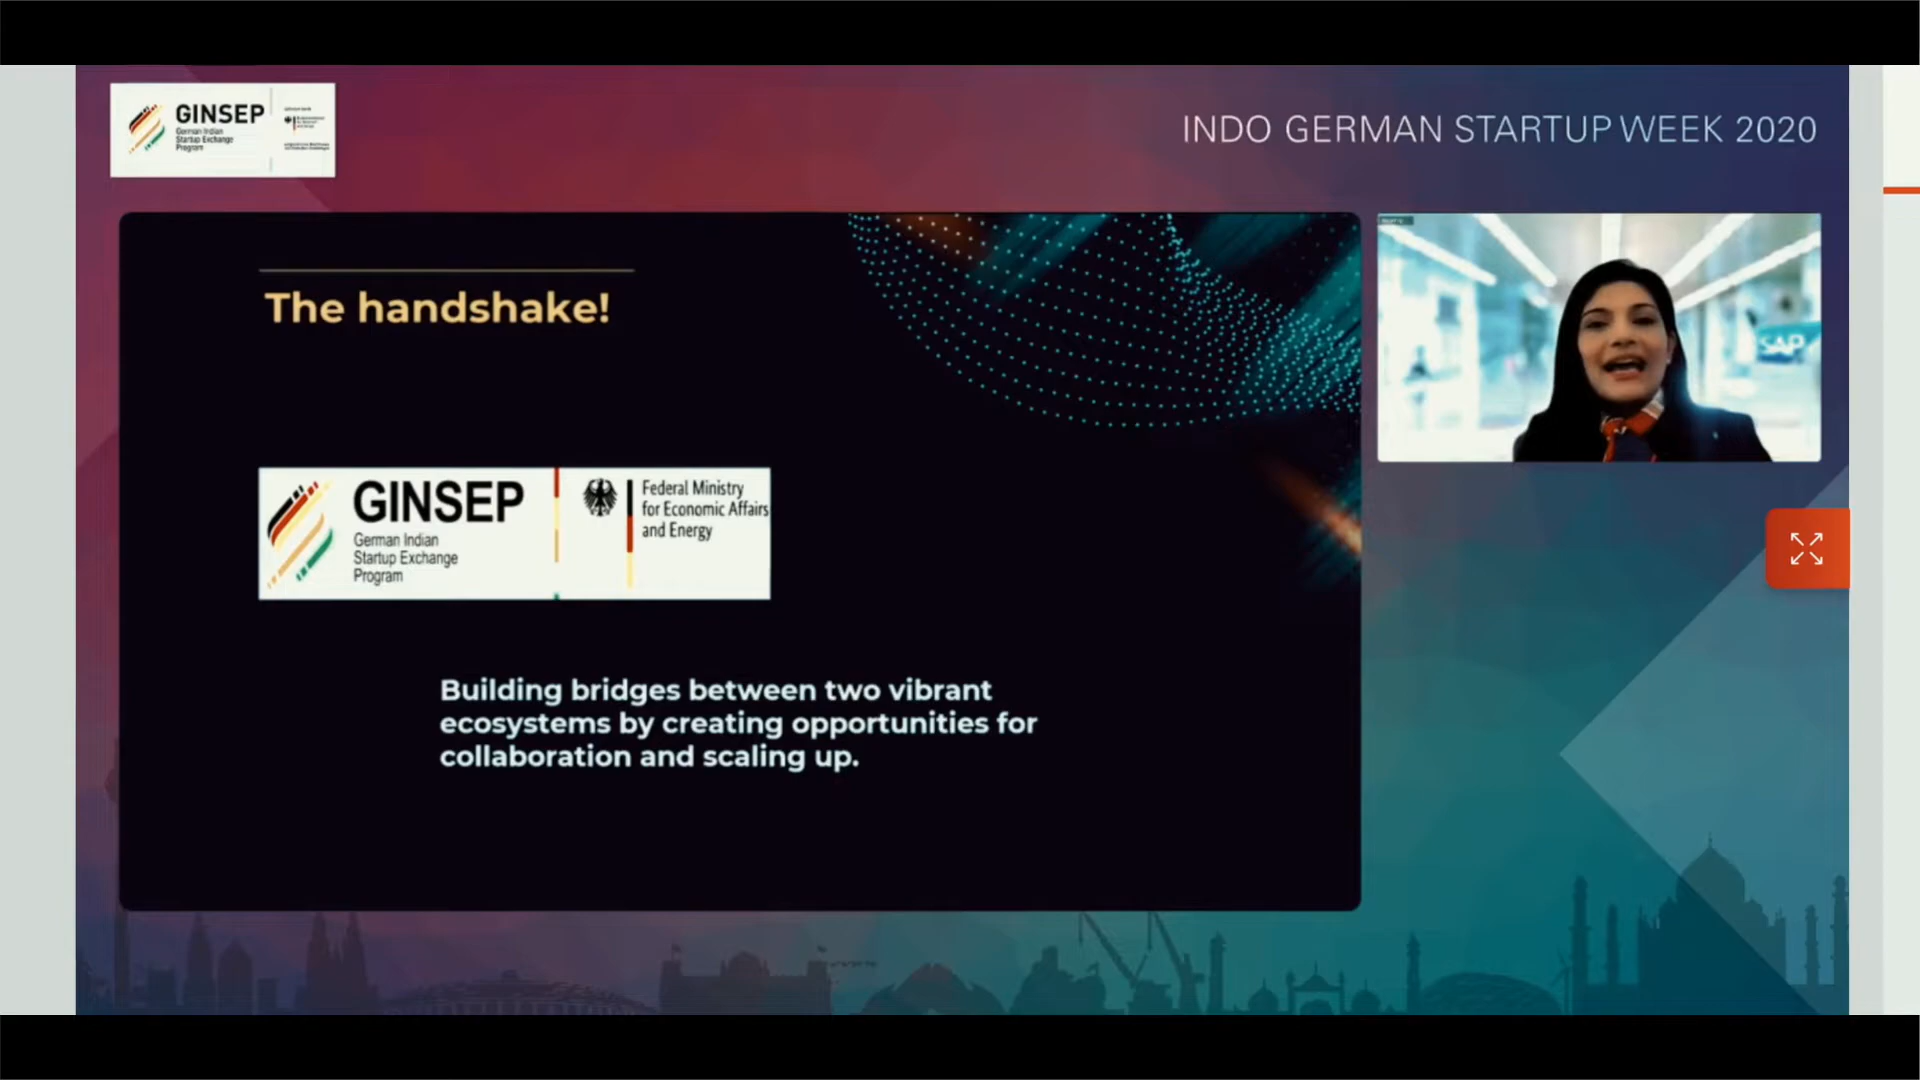 GINSEP
German Indian
Startup Exchange
Program
INDO GERMAN STARTUP WEEK 2020
The handshake!
SAP
GINSEP
German Indian
Startup Exchange
Program
Federal Ministry
for Economic Affairs
and Energy
Building bridges between two vibrant
ecosystems by creating opportunities for
collaboration and scaling up.